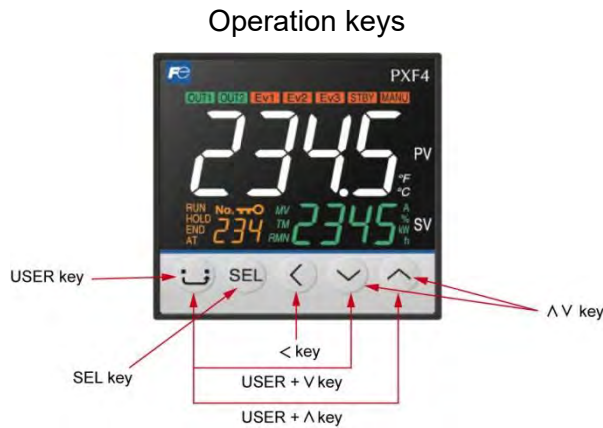 Operation keys
Fe PXF4
OUT1 OUT2 Ev1 Ev2 Ev3 STBY MANU
234.5 PV
°F
°C
RUN No. MV A
HOLD 234 TM 2345 % SV
END RMN kW
AT h
USER key SEL < ∨ ∧
∧∨ key
< key
SEL key
USER + ∨ key
USER + ∧ key